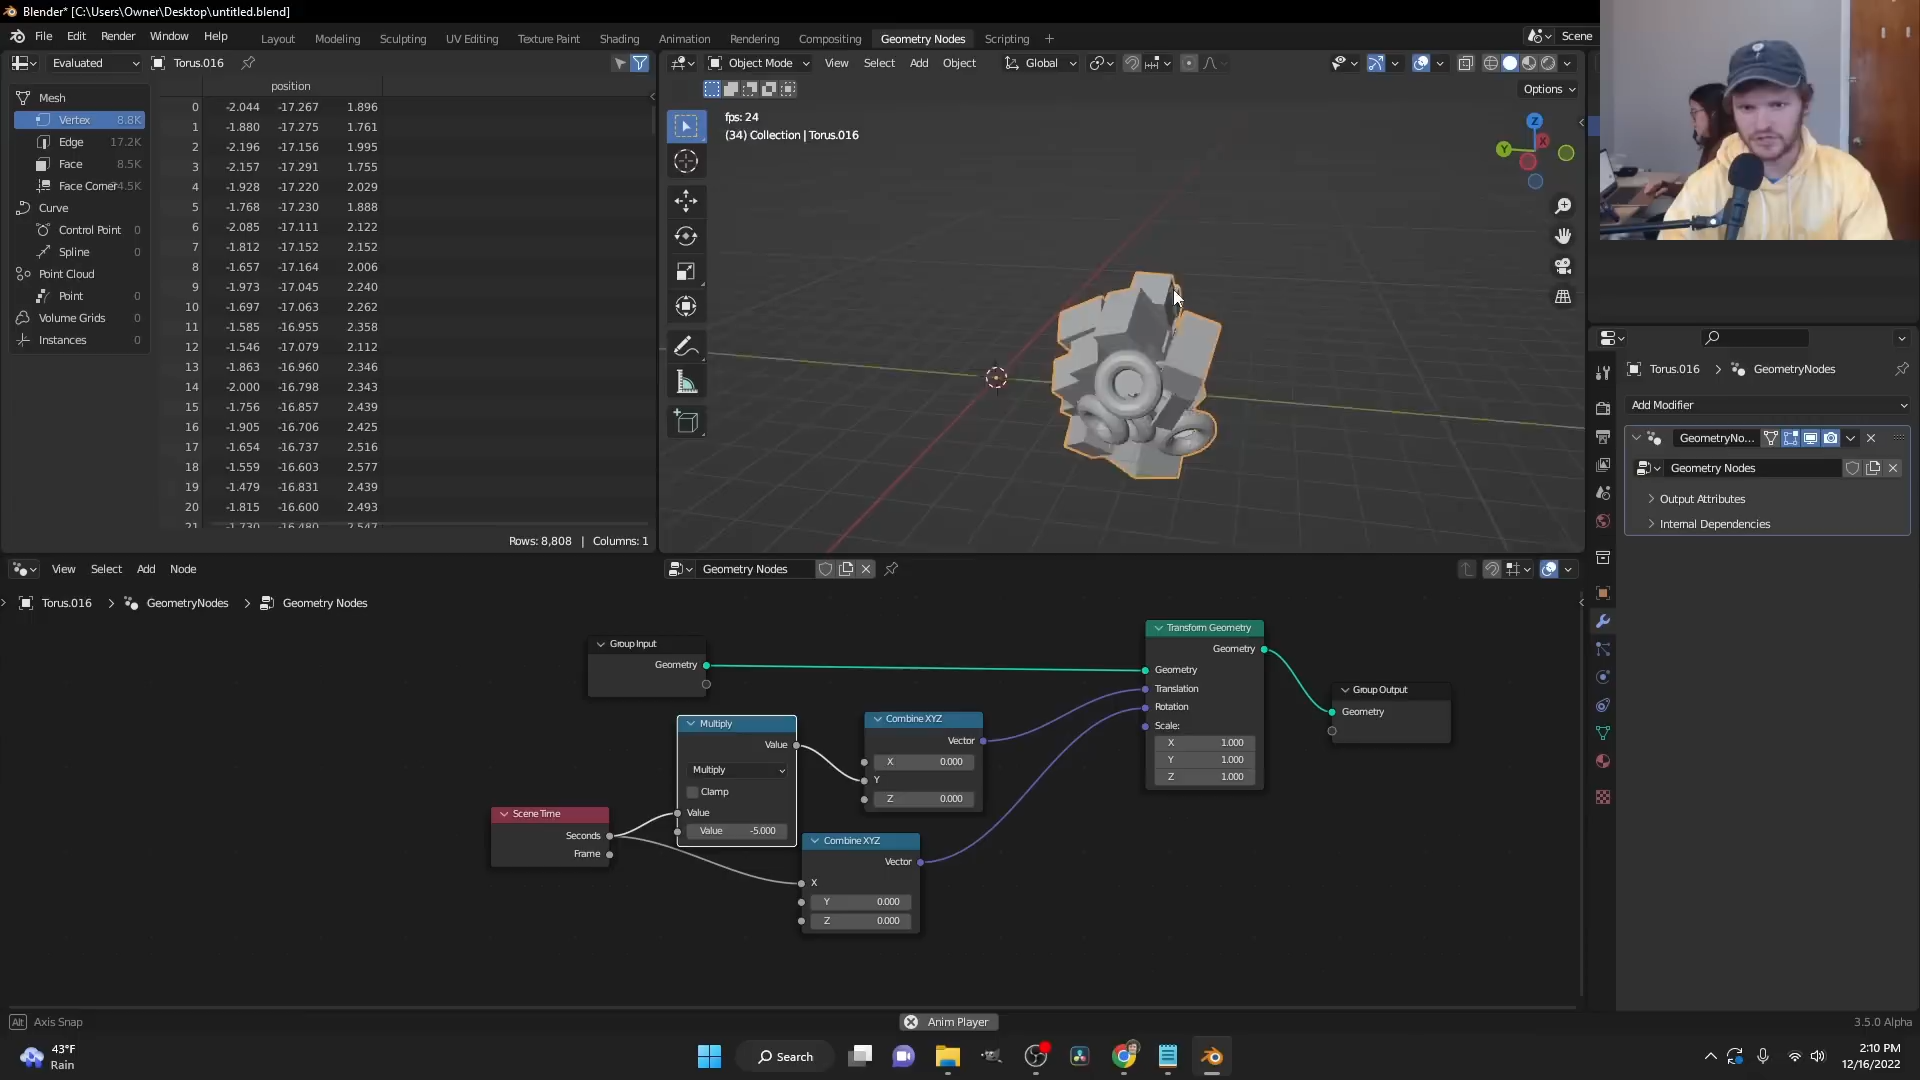 Blender* [C:\Users\Owner\Desktop\untitled.blend]
File Edit Render Window Help
Layout Modeling Sculpting UV Editing Texture Paint Shading Animation Rendering Compositing Geometry Nodes Scripting +
Scene
Evaluated Torus.016
Object Mode View Select Add Object Global
Options
position
Mesh
Vertex 8.8K
Edge 17.2K
Face 8.5K
Face Corner 4.5K
Curve
Control Point 0
Spline 0
Point Cloud
Point 0
Volume Grids 0
Instances 0
0 -2.044 -17.267 1.896
1 -1.880 -17.275 1.761
2 -2.196 -17.156 1.995
3 -2.157 -17.291 1.755
4 -1.928 -17.220 2.029
5 -1.768 -17.230 1.888
6 -2.085 -17.111 2.122
7 -1.812 -17.152 2.152
8 -1.657 -17.164 2.006
9 -1.973 -17.045 2.240
10 -1.697 -17.063 2.262
11 -1.585 -16.955 2.358
12 -1.546 -17.079 2.112
13 -1.863 -16.960 2.346
14 -2.000 -16.798 2.343
15 -1.756 -16.857 2.439
16 -1.905 -16.706 2.425
17 -1.654 -16.737 2.516
18 -1.559 -16.603 2.577
19 -1.479 -16.831 2.439
20 -1.815 -16.600 2.493
21 -1.730 -16.480 2.547
Rows: 8,808 | Columns: 1
fps: 24
(34) Collection | Torus.016
Z
X
Y
Torus.016 > GeometryNodes
Add Modifier
GeometryNo...
Geometry Nodes
Output Attributes
Internal Dependencies
View Select Add Node
Geometry Nodes
Torus.016 > GeometryNodes > Geometry Nodes
Group Input
Geometry
Multiply
Value
Multiply
Clamp
Value
Value -5.000
Scene Time
Seconds
Frame
Combine XYZ
Vector
X 0.000
Y
Z 0.000
Combine XYZ
Vector
X
Y 0.000
Z 0.000
Transform Geometry
Geometry
Geometry
Translation
Rotation
Scale:
X 1.000
Y 1.000
Z 1.000
Group Output
Geometry
Alt Axis Snap
Anim Player
3.5.0 Alpha
43°F
Rain
Search
2:10 PM
12/16/2022